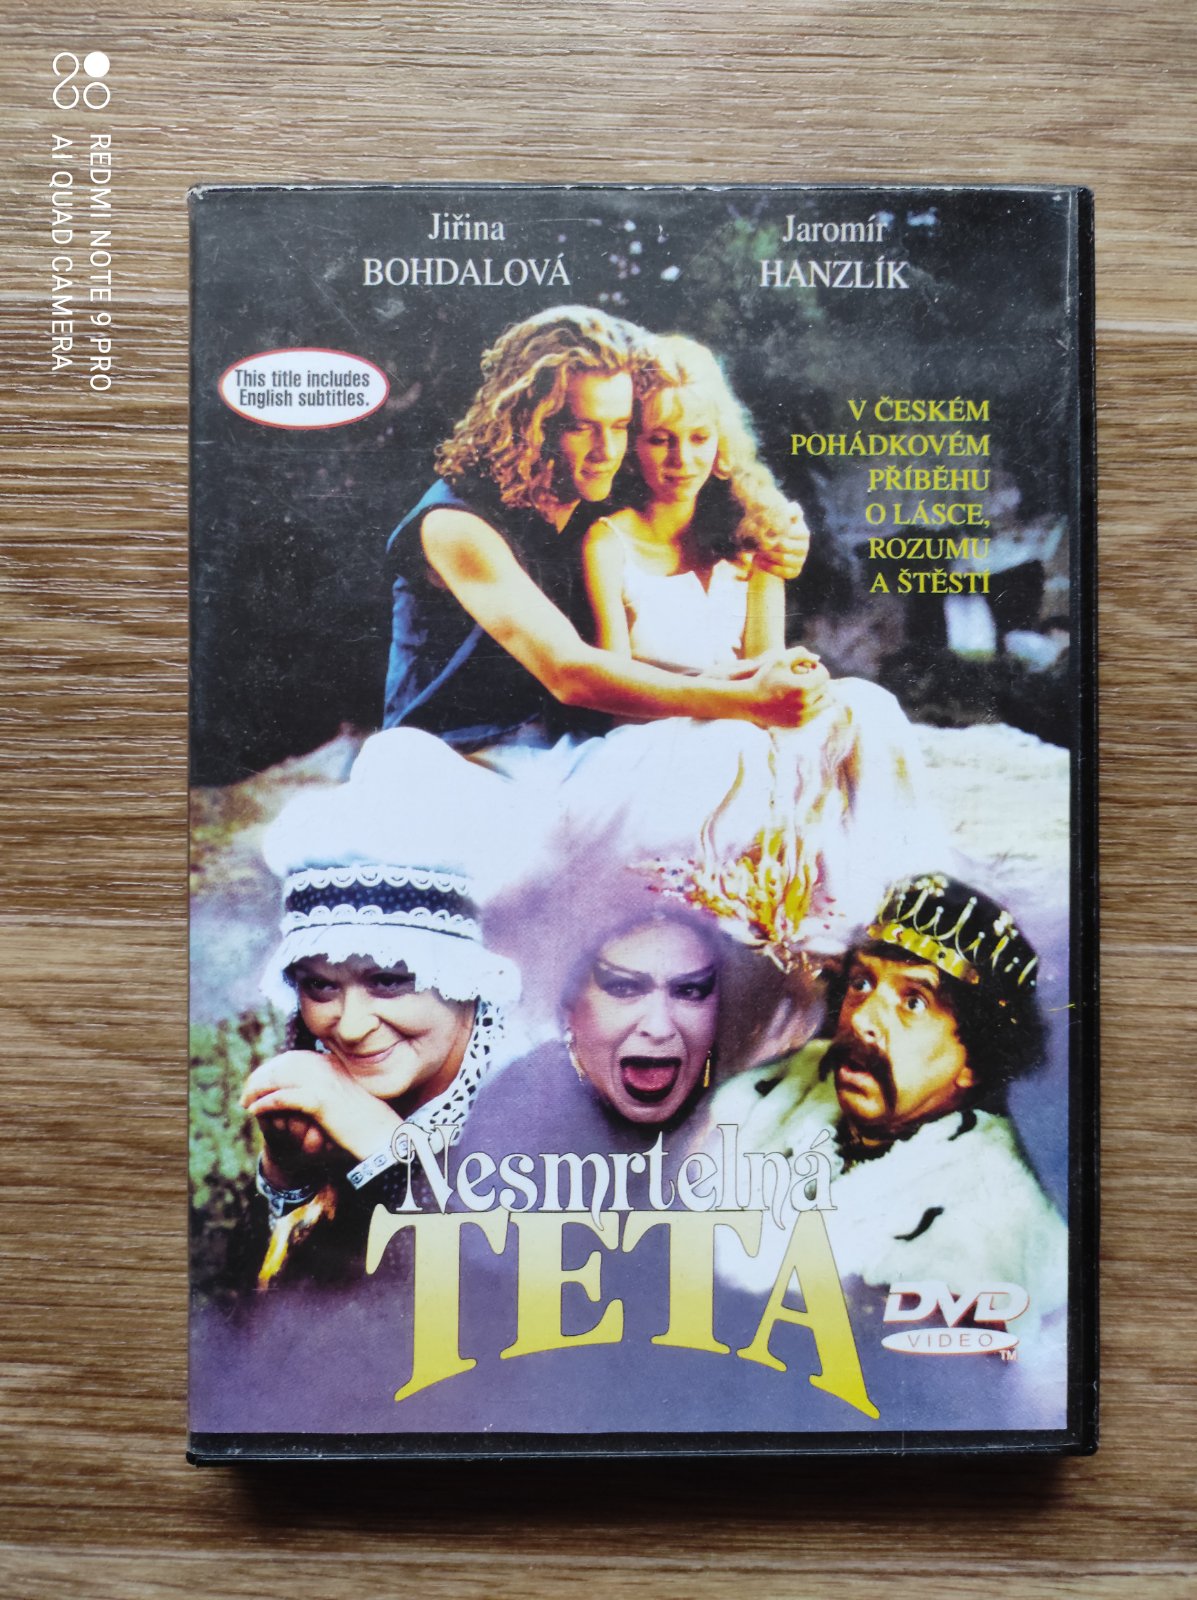 REDMI NOTE 9 PRO
AI QUAD CAMERA
Jiřina
BOHDALOVÁ
Jaromír
HANZLÍK
This title includes
English subtitles.
V ČESKÉM
POHÁDKOVÉM
PŘÍBĚHU
O LÁSCE,
ROZUMU
A ŠTĚSTÍ
Nesmrtelná
TETA
DVD
VIDEO
TM